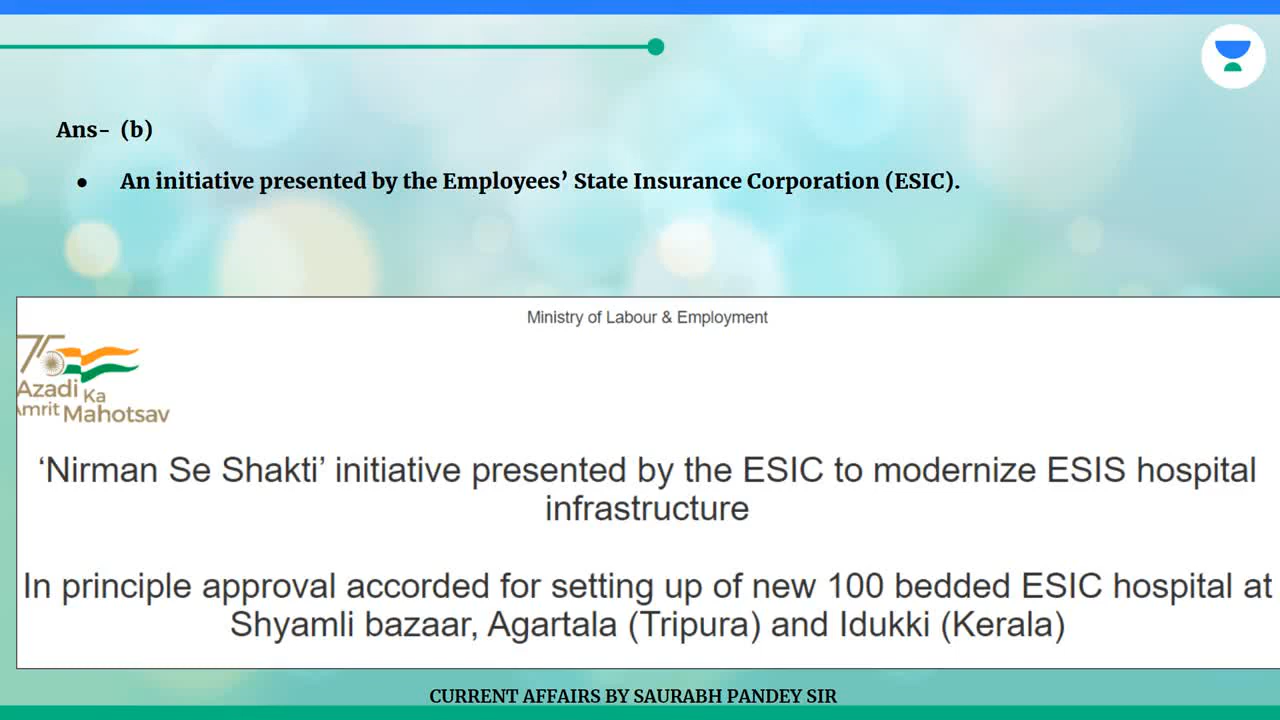 Ans- (b)
● An initiative presented by the Employees’ State Insurance Corporation (ESIC).
Ministry of Labour & Employment
75
Azadi Ka
Amrit Mahotsav
‘Nirman Se Shakti’ initiative presented by the ESIC to modernize ESIS hospital
infrastructure
In principle approval accorded for setting up of new 100 bedded ESIC hospital at
Shyamli bazaar, Agartala (Tripura) and Idukki (Kerala)
CURRENT AFFAIRS BY SAURABH PANDEY SIR